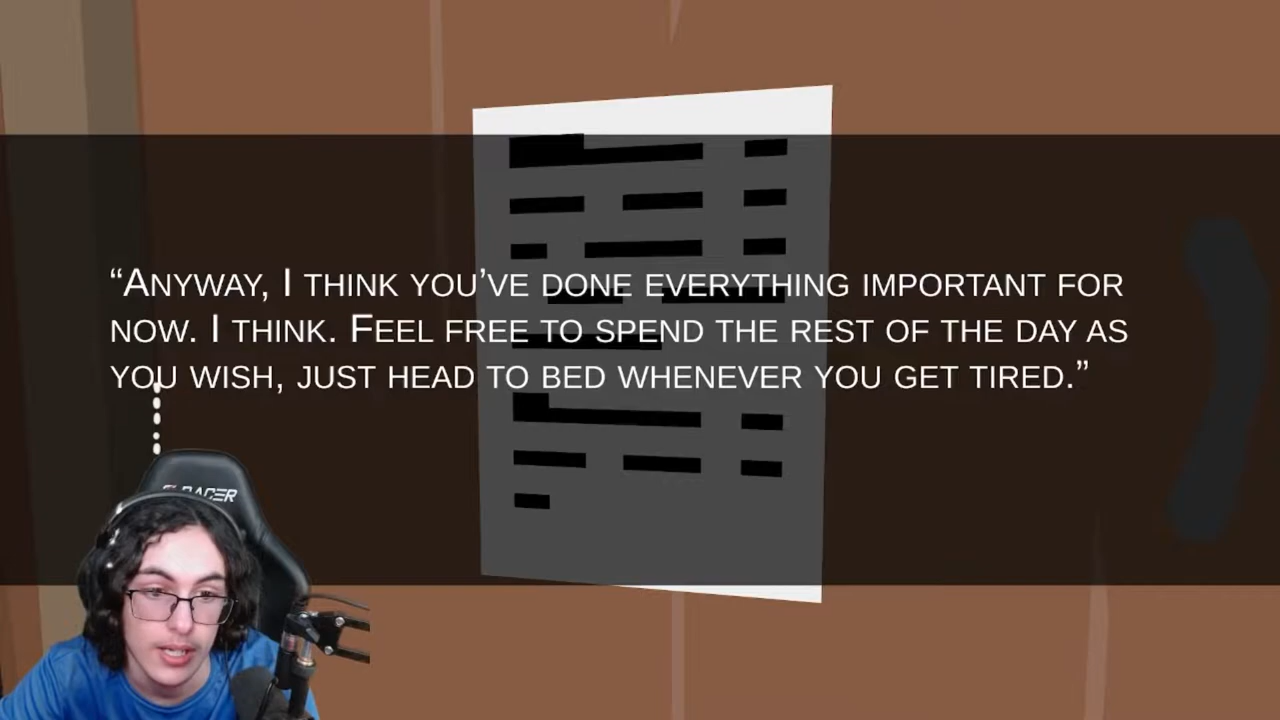 “Anyway, I think you’ve done everything important for
now. I think. Feel free to spend the rest of the day as
you wish, just head to bed whenever you get tired.”